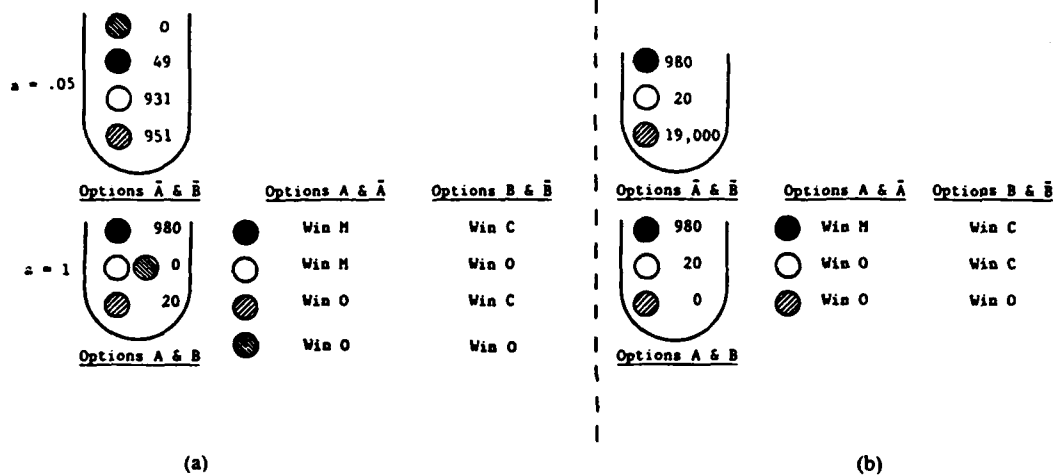 0
49
a = .05
931
951
Options Ā & B̄
Options A & Ā
Options B & B̄
980
Win M
Win C
a = 1
0
Win M
Win O
20
Win O
Win C
Win O
Win O
Options A & B
(a)
980
20
19,000
Options Ā & B̄
Options A & Ā
Options B & B̄
980
Win M
Win C
20
Win O
Win C
0
Win O
Win O
Options A & B
(b)